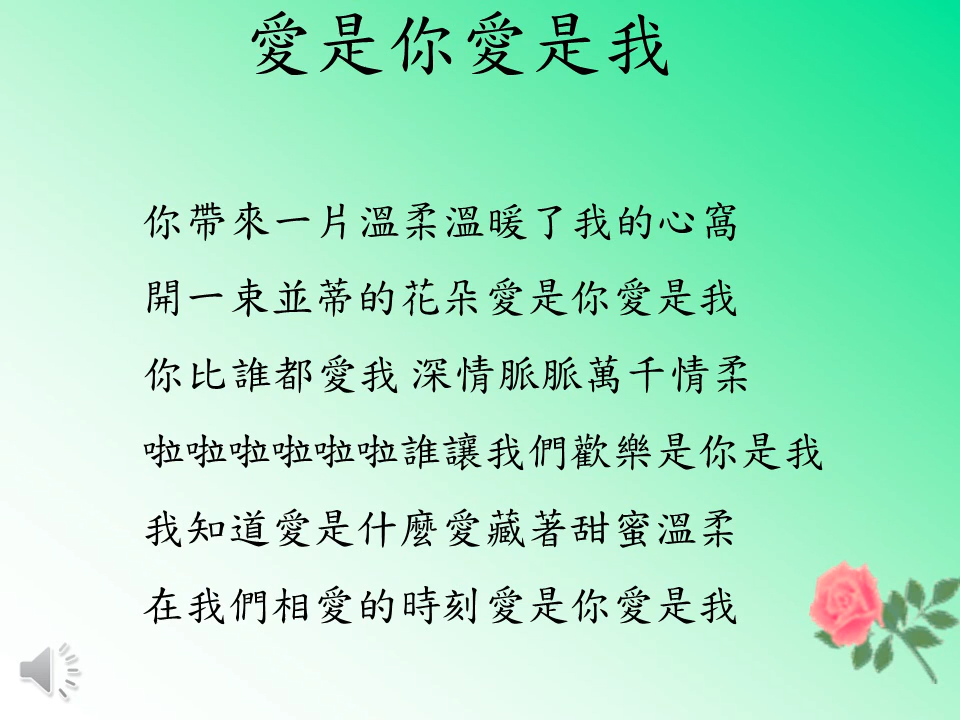 愛是你愛是我
你帶來一片溫柔溫暖了我的心窩
開一束並蒂的花朵愛是你愛是我
你比誰都愛我 深情脈脈萬千情柔
啦啦啦啦啦啦誰讓我們歡樂是你是我
我知道愛是什麼愛藏著甜蜜溫柔
在我們相愛的時刻愛是你愛是我